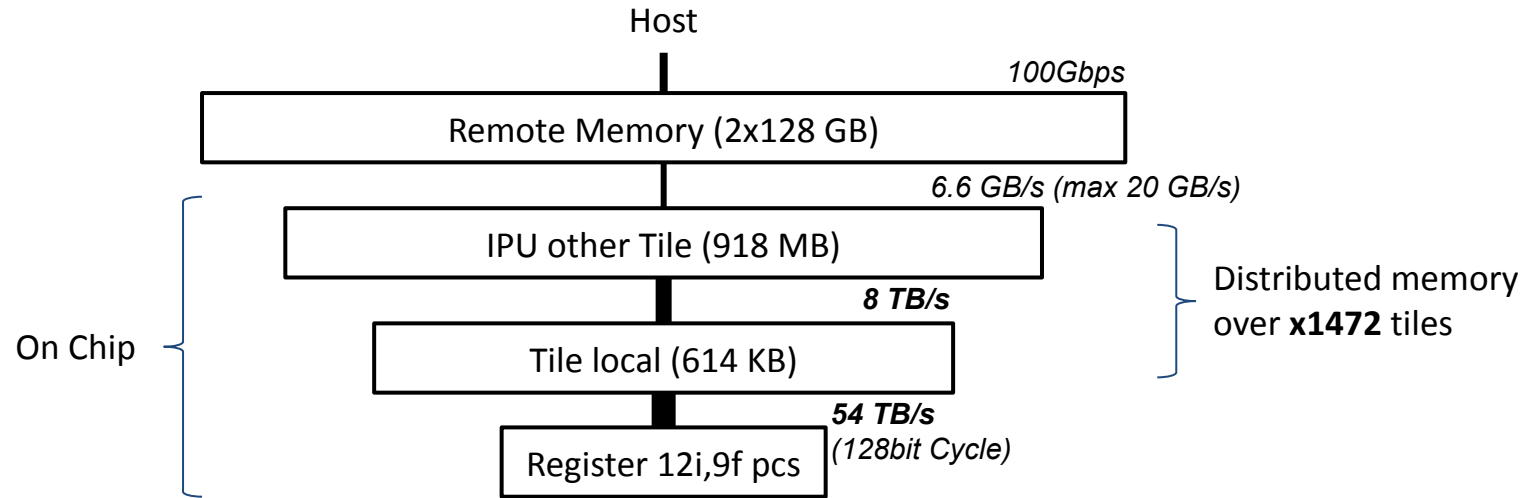 Host
100Gbps
Remote Memory (2x128 GB)
6.6 GB/s (max 20 GB/s)
IPU other Tile (918 MB)
8 TB/s
Distributed memory
over x1472 tiles
On Chip
Tile local (614 KB)
54 TB/s
(128bit Cycle)
Register 12i,9f pcs